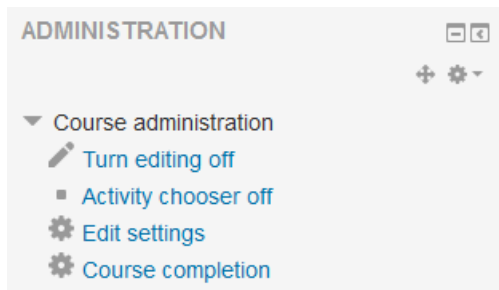 ADMINISTRATION
Course administration
Turn editing off
Activity chooser off
Edit settings
Course completion